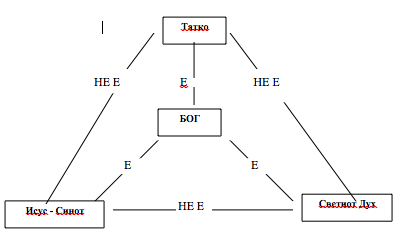 Татко
НЕ Е
Е
НЕ Е
БОГ
Е
Е
Исус - Синот
НЕ Е
Светиот Дух